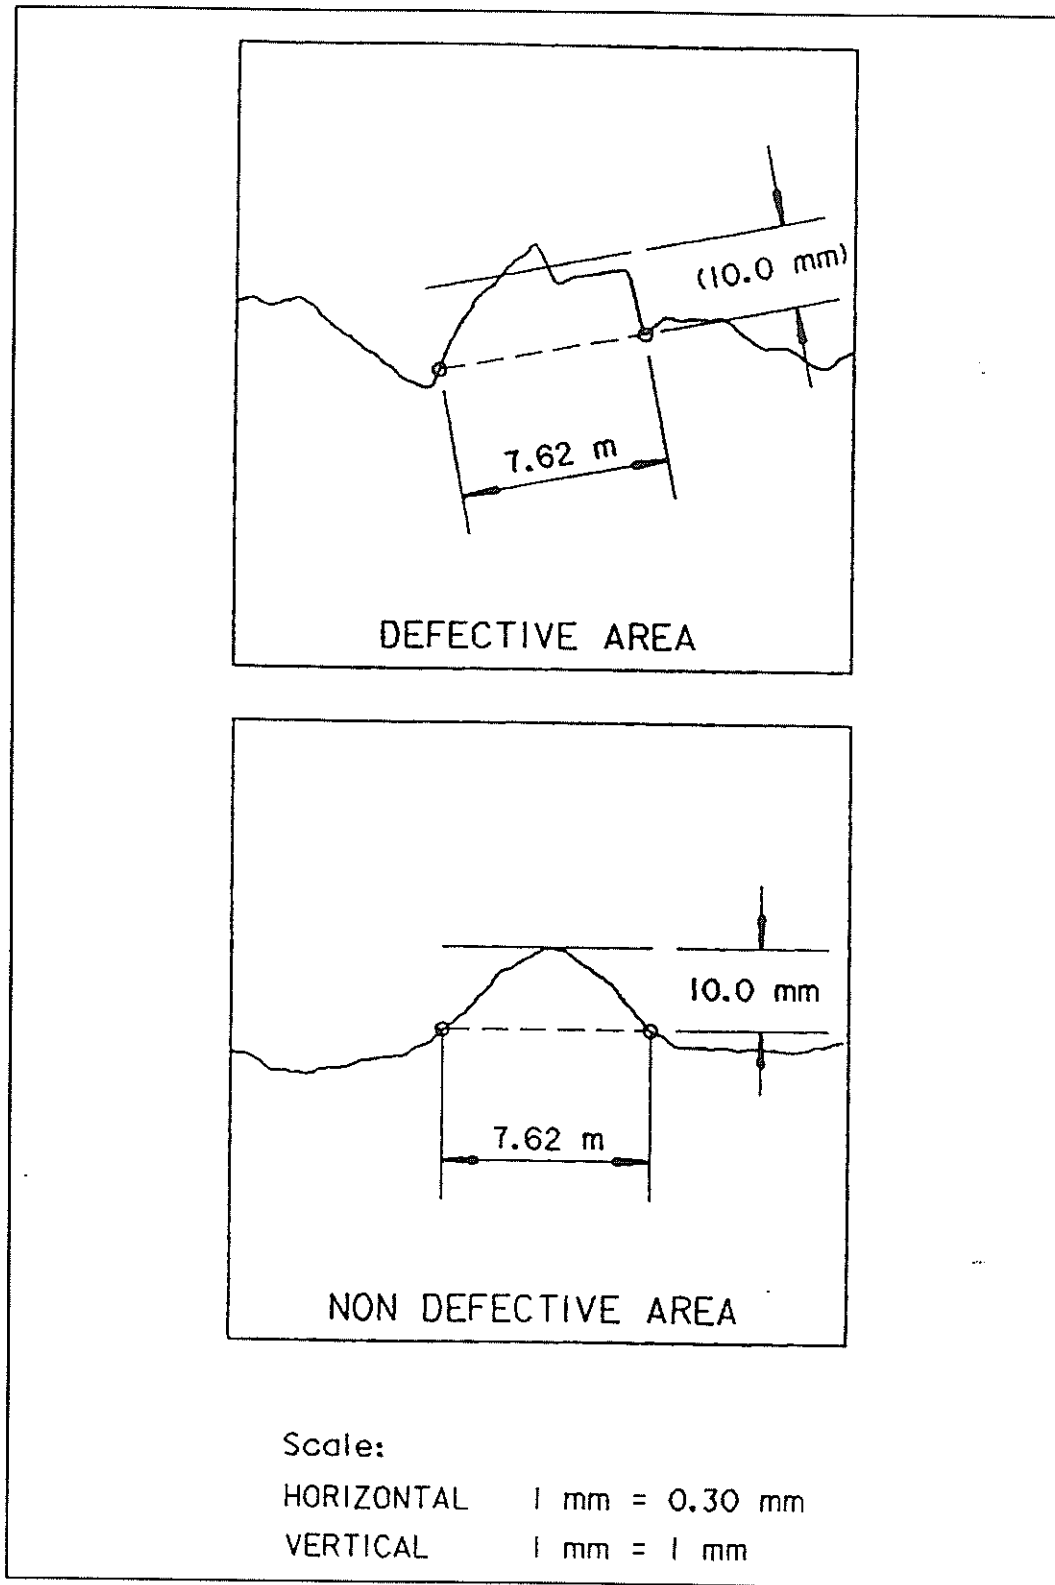 (10.0 mm)
7.62 m
DEFECTIVE AREA
10.0 mm
7.62 m
NON DEFECTIVE AREA
Scale:
HORIZONTAL 1 mm = 0.30 mm
VERTICAL 1 mm = 1 mm